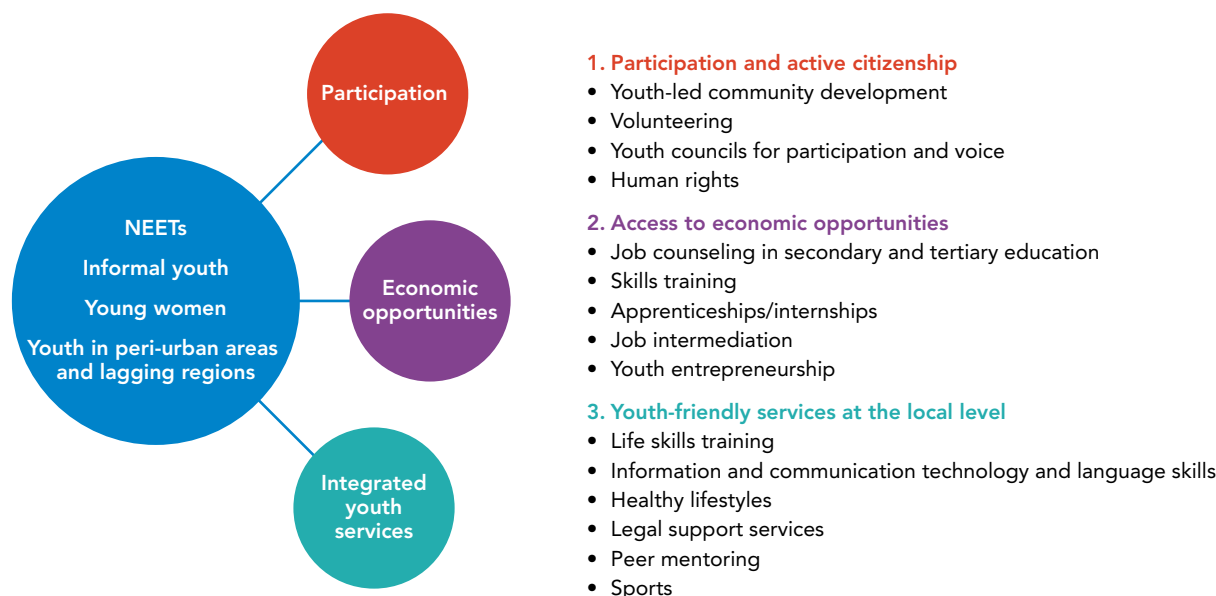 Participation
NEETs
Informal youth
Young women
Youth in peri-urban areas
and lagging regions
Economic
opportunities
Integrated
youth
services
1. Participation and active citizenship
• Youth-led community development
• Volunteering
• Youth councils for participation and voice
• Human rights
2. Access to economic opportunities
• Job counseling in secondary and tertiary education
• Skills training
• Apprenticeships/internships
• Job intermediation
• Youth entrepreneurship
3. Youth-friendly services at the local level
• Life skills training
• Information and communication technology and language skills
• Healthy lifestyles
• Legal support services
• Peer mentoring
• Sports